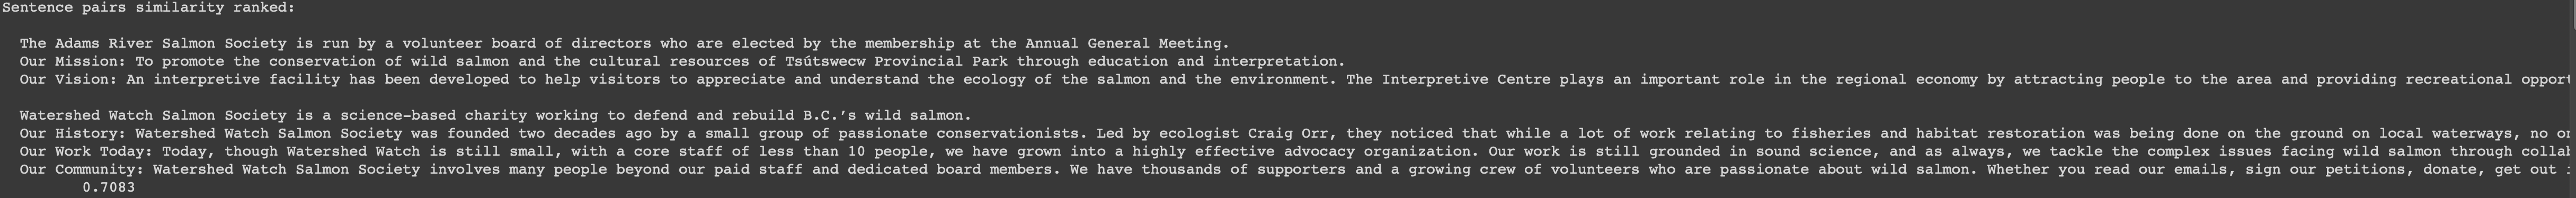 Sentence pairs similarity ranked:
The Adams River Salmon Society is run by a volunteer board of directors who are elected by the membership at the Annual General Meeting.
Our Mission: To promote the conservation of wild salmon and the cultural resources of Tsútswecw Provincial Park through education and interpretation.
Our Vision: An interpretive facility has been developed to help visitors to appreciate and understand the ecology of the salmon and the environment. The Interpretive Centre plays an important role in the regional economy by attracting people to the area and providing recreational
Watershed Watch Salmon Society is a science-based charity working to defend and rebuild B.C.’s wild salmon.
Our History: Watershed Watch Salmon Society was founded two decades ago by a small group of passionate conservationists. Led by ecologist Craig Orr, they noticed that while a lot of work relating to fisheries and habitat restoration was being done on the ground on local waterways, no
Our Work Today: Today, though Watershed Watch is still small, with a core staff of less than 10 people, we have grown into a highly effective advocacy organization. Our work is still grounded in sound science, and as always, we tackle the complex issues facing wild salmon through
Our Community: Watershed Watch Salmon Society involves many people beyond our paid staff and dedicated board members. We have thousands of supporters and a growing crew of volunteers who are passionate about wild salmon. Whether you read our emails, sign our petitions, donate, get out
0.7083